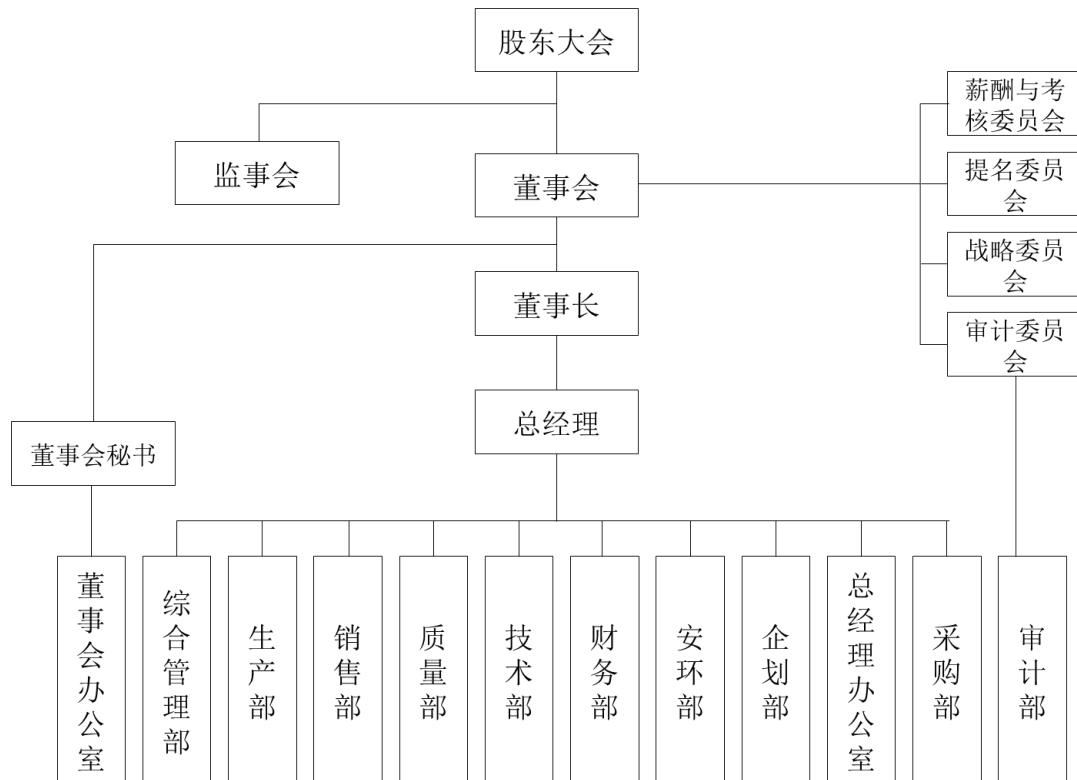 股东大会
薪酬与考
核委员会
监事会
董事会
提名委员
会
战略委员
会
董事长
审计委员
会
总经理
董事会秘书
董事会办公室
综合管理部
生产部
销售部
质量部
技术部
财务部
安环部
企划部
总经理办公室
采购部
审计部